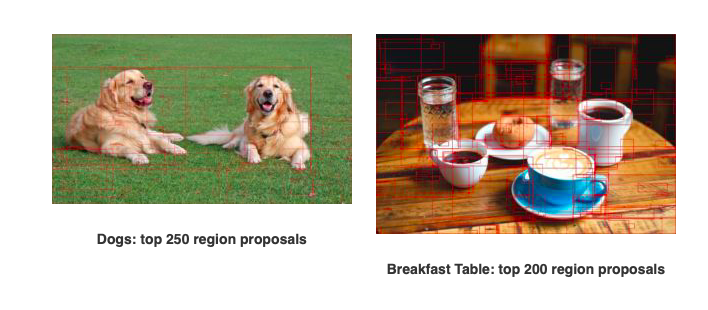 Dogs: top 250 region proposals
Breakfast Table: top 200 region proposals